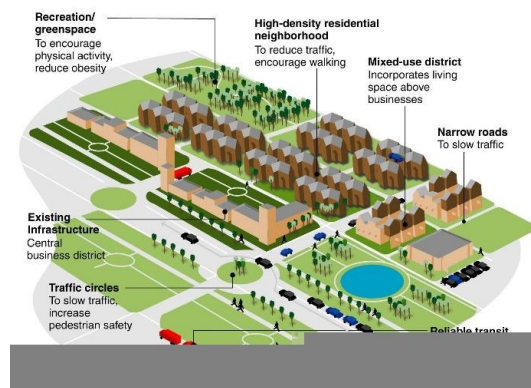 Recreation/
greenspace
To encourage
physical activity,
reduce obesity
High-density residential
neighborhood
To reduce traffic,
encourage walking
Mixed-use district
Incorporates living
space above
businesses
Narrow roads
To slow traffic
Existing
Infrastructure
Central
business district
Traffic circles
To slow traffic,
increase
pedestrian safety
Reliable transit